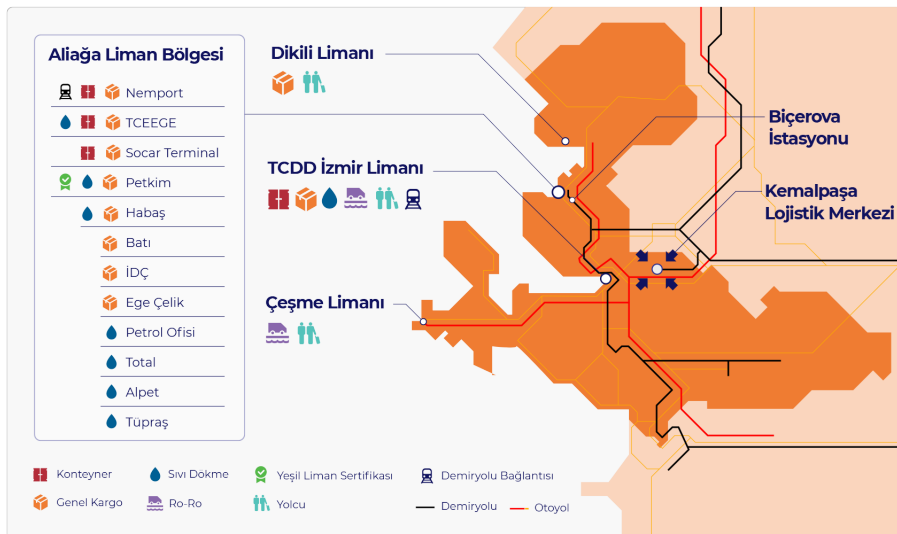 Aliağa Liman Bölgesi
Nemport
TCEEGE
Socar Terminal
Petkim
Habaş
Batı
İDÇ
Ege Çelik
Petrol Ofisi
Total
Alpet
Tüpraş
Dikili Limanı
TCDD İzmir Limanı
Çeşme Limanı
Biçerova
İstasyonu
Kemalpaşa
Lojistik Merkezi
Konteyner
Sıvı Dökme
Yeşil Liman Sertifikası
Demiryolu Bağlantısı
Genel Kargo
Ro-Ro
Yolcu
Demiryolu
Otoyol